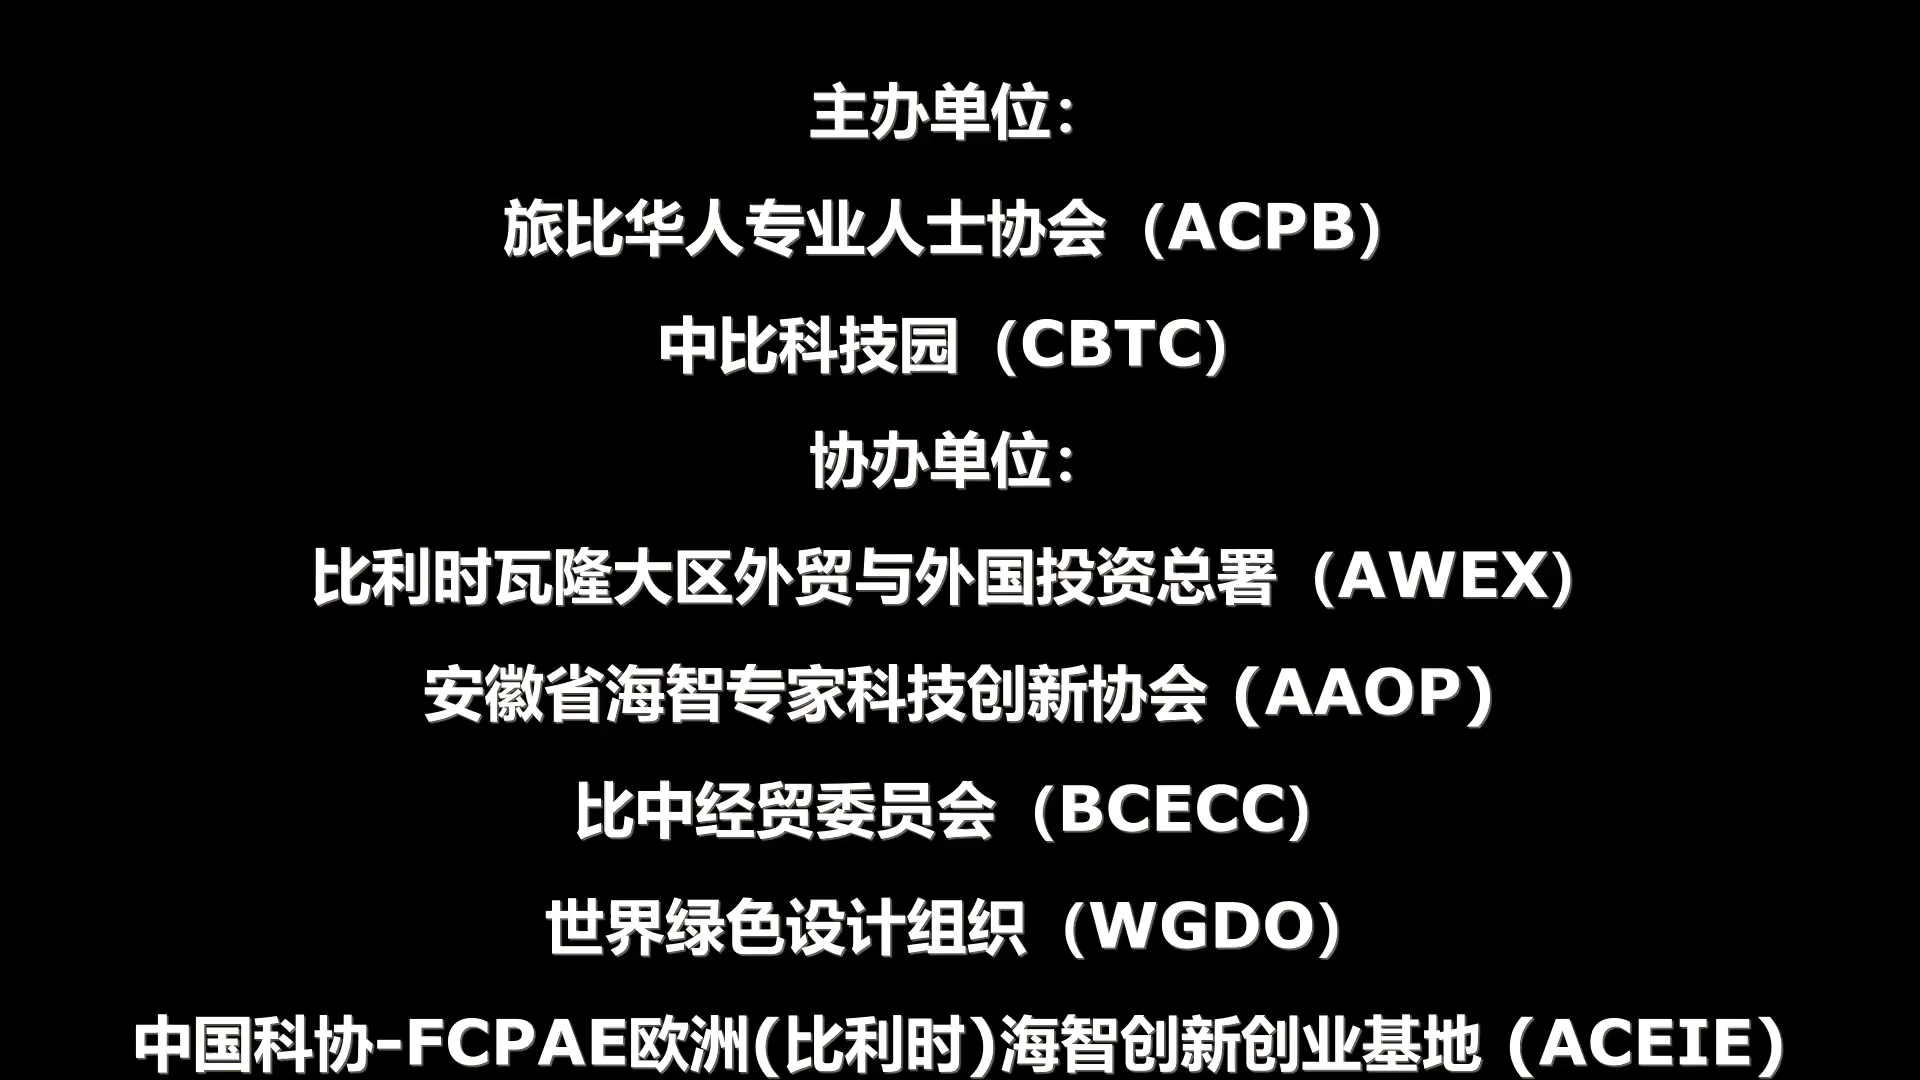 主办单位：
旅比华人专业人士协会（ACPB）
中比科技园（CBTC）
协办单位：
比利时瓦隆大区外贸与外国投资总署（AWEX）
安徽省海智专家科技创新协会（AAOP）
比中经贸委员会（BCECC）
世界绿色设计组织（WGDO）
中国科协-FCPAE欧洲(比利时)海智创新创业基地（ACEIE）